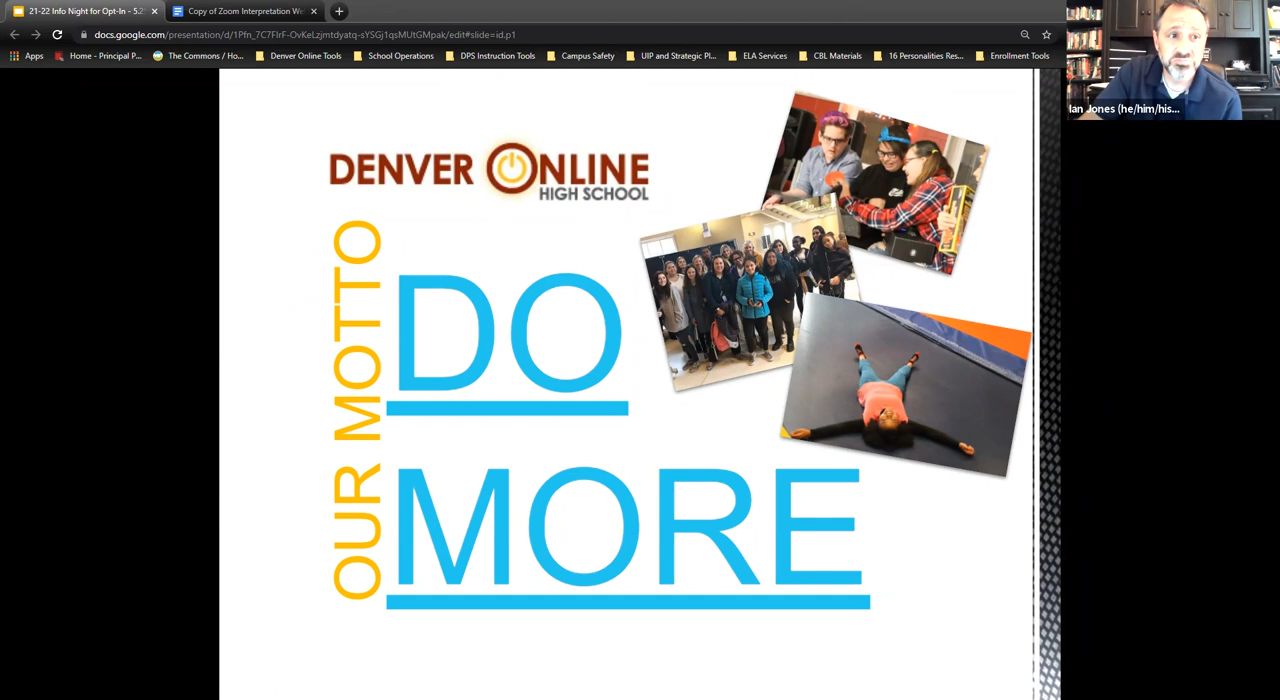 21-22 Info Night for Opt-In - 5.2
Copy of Zoom Interpretation We
docs.google.com/presentation/d/1Pfn_7C7FIrF-OvKeLzjmtdyatq-sYSGj1qsMUtGMpak/edit#slide=id.p1
Apps
Home - Principal P...
The Commons / Ho...
Denver Online Tools
School Operations
DPS Instruction Tools
Campus Safety
UIP and Strategic Pl...
ELA Services
CBL Materials
16 Personalities Res...
Enrollment Tools
Ian Jones (he/him/his...
DENVER ONLINE
HIGH SCHOOL
OUR MOTTO
DO
MORE